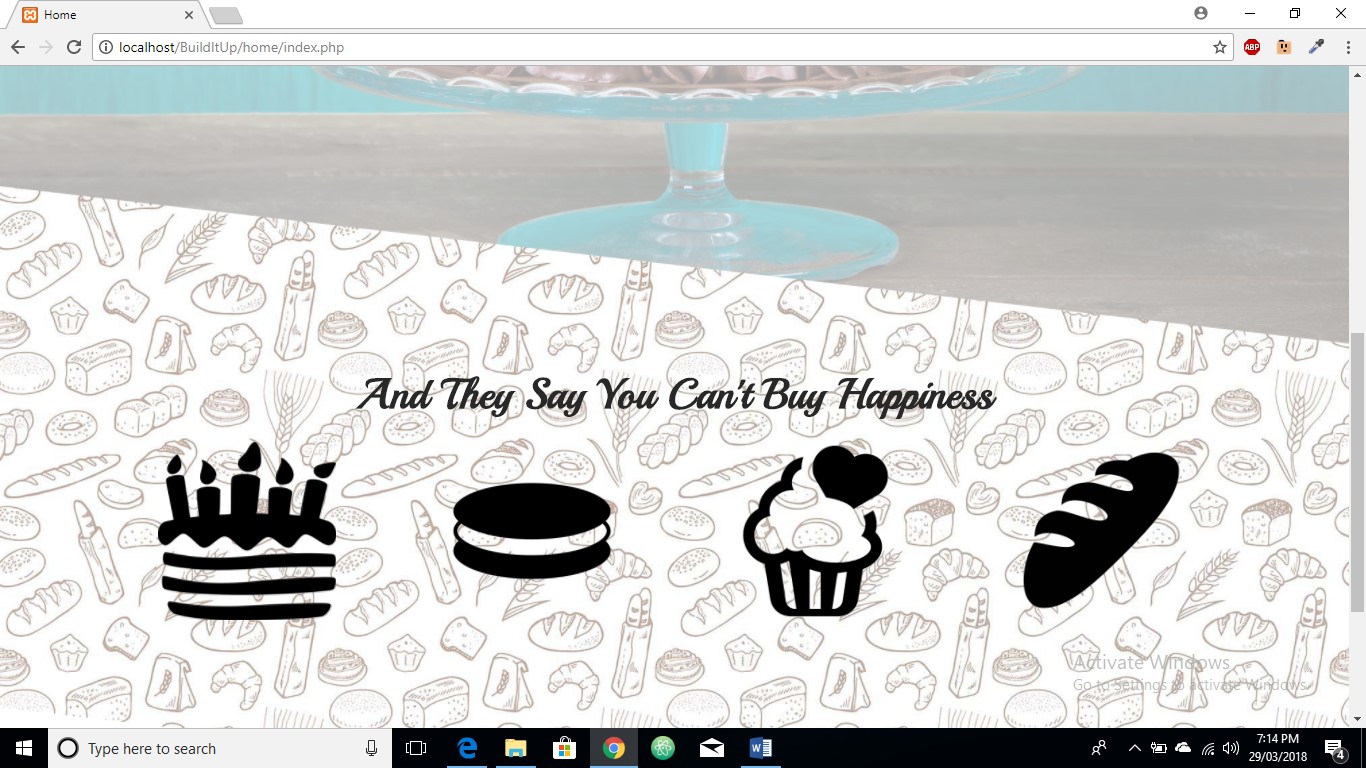 Home
localhost/BuildItUp/home/index.php
ABP
And They Say You Can't Buy Happiness
Activate Windows
Go to Settings to activate Windows.
Type here to search
7:14 PM
29/03/2018
4